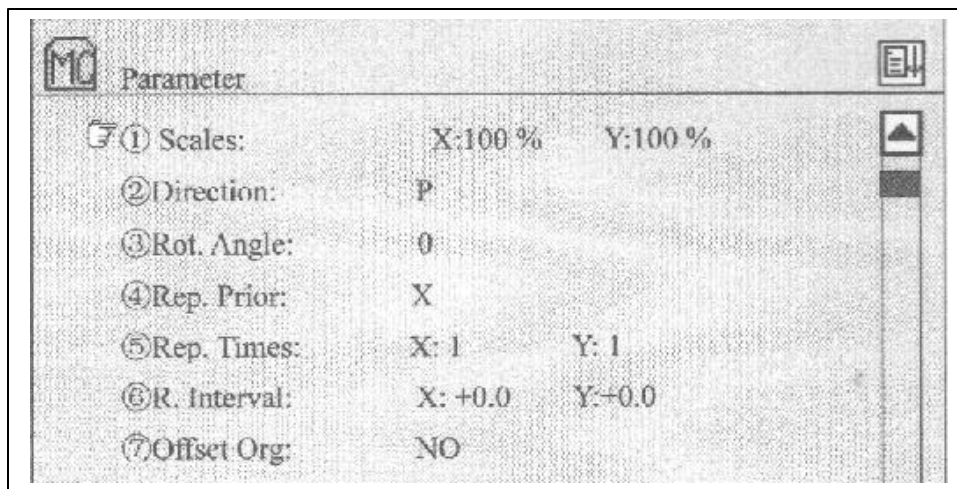 MC Parameter
① Scales: X:100 % Y:100 %
②Direction: P
③Rot. Angle: 0
④Rep. Prior: X
⑤Rep. Times: X: 1 Y: 1
⑥R. Interval: X: +0.0 Y:+0.0
⑦Offset Org: NO